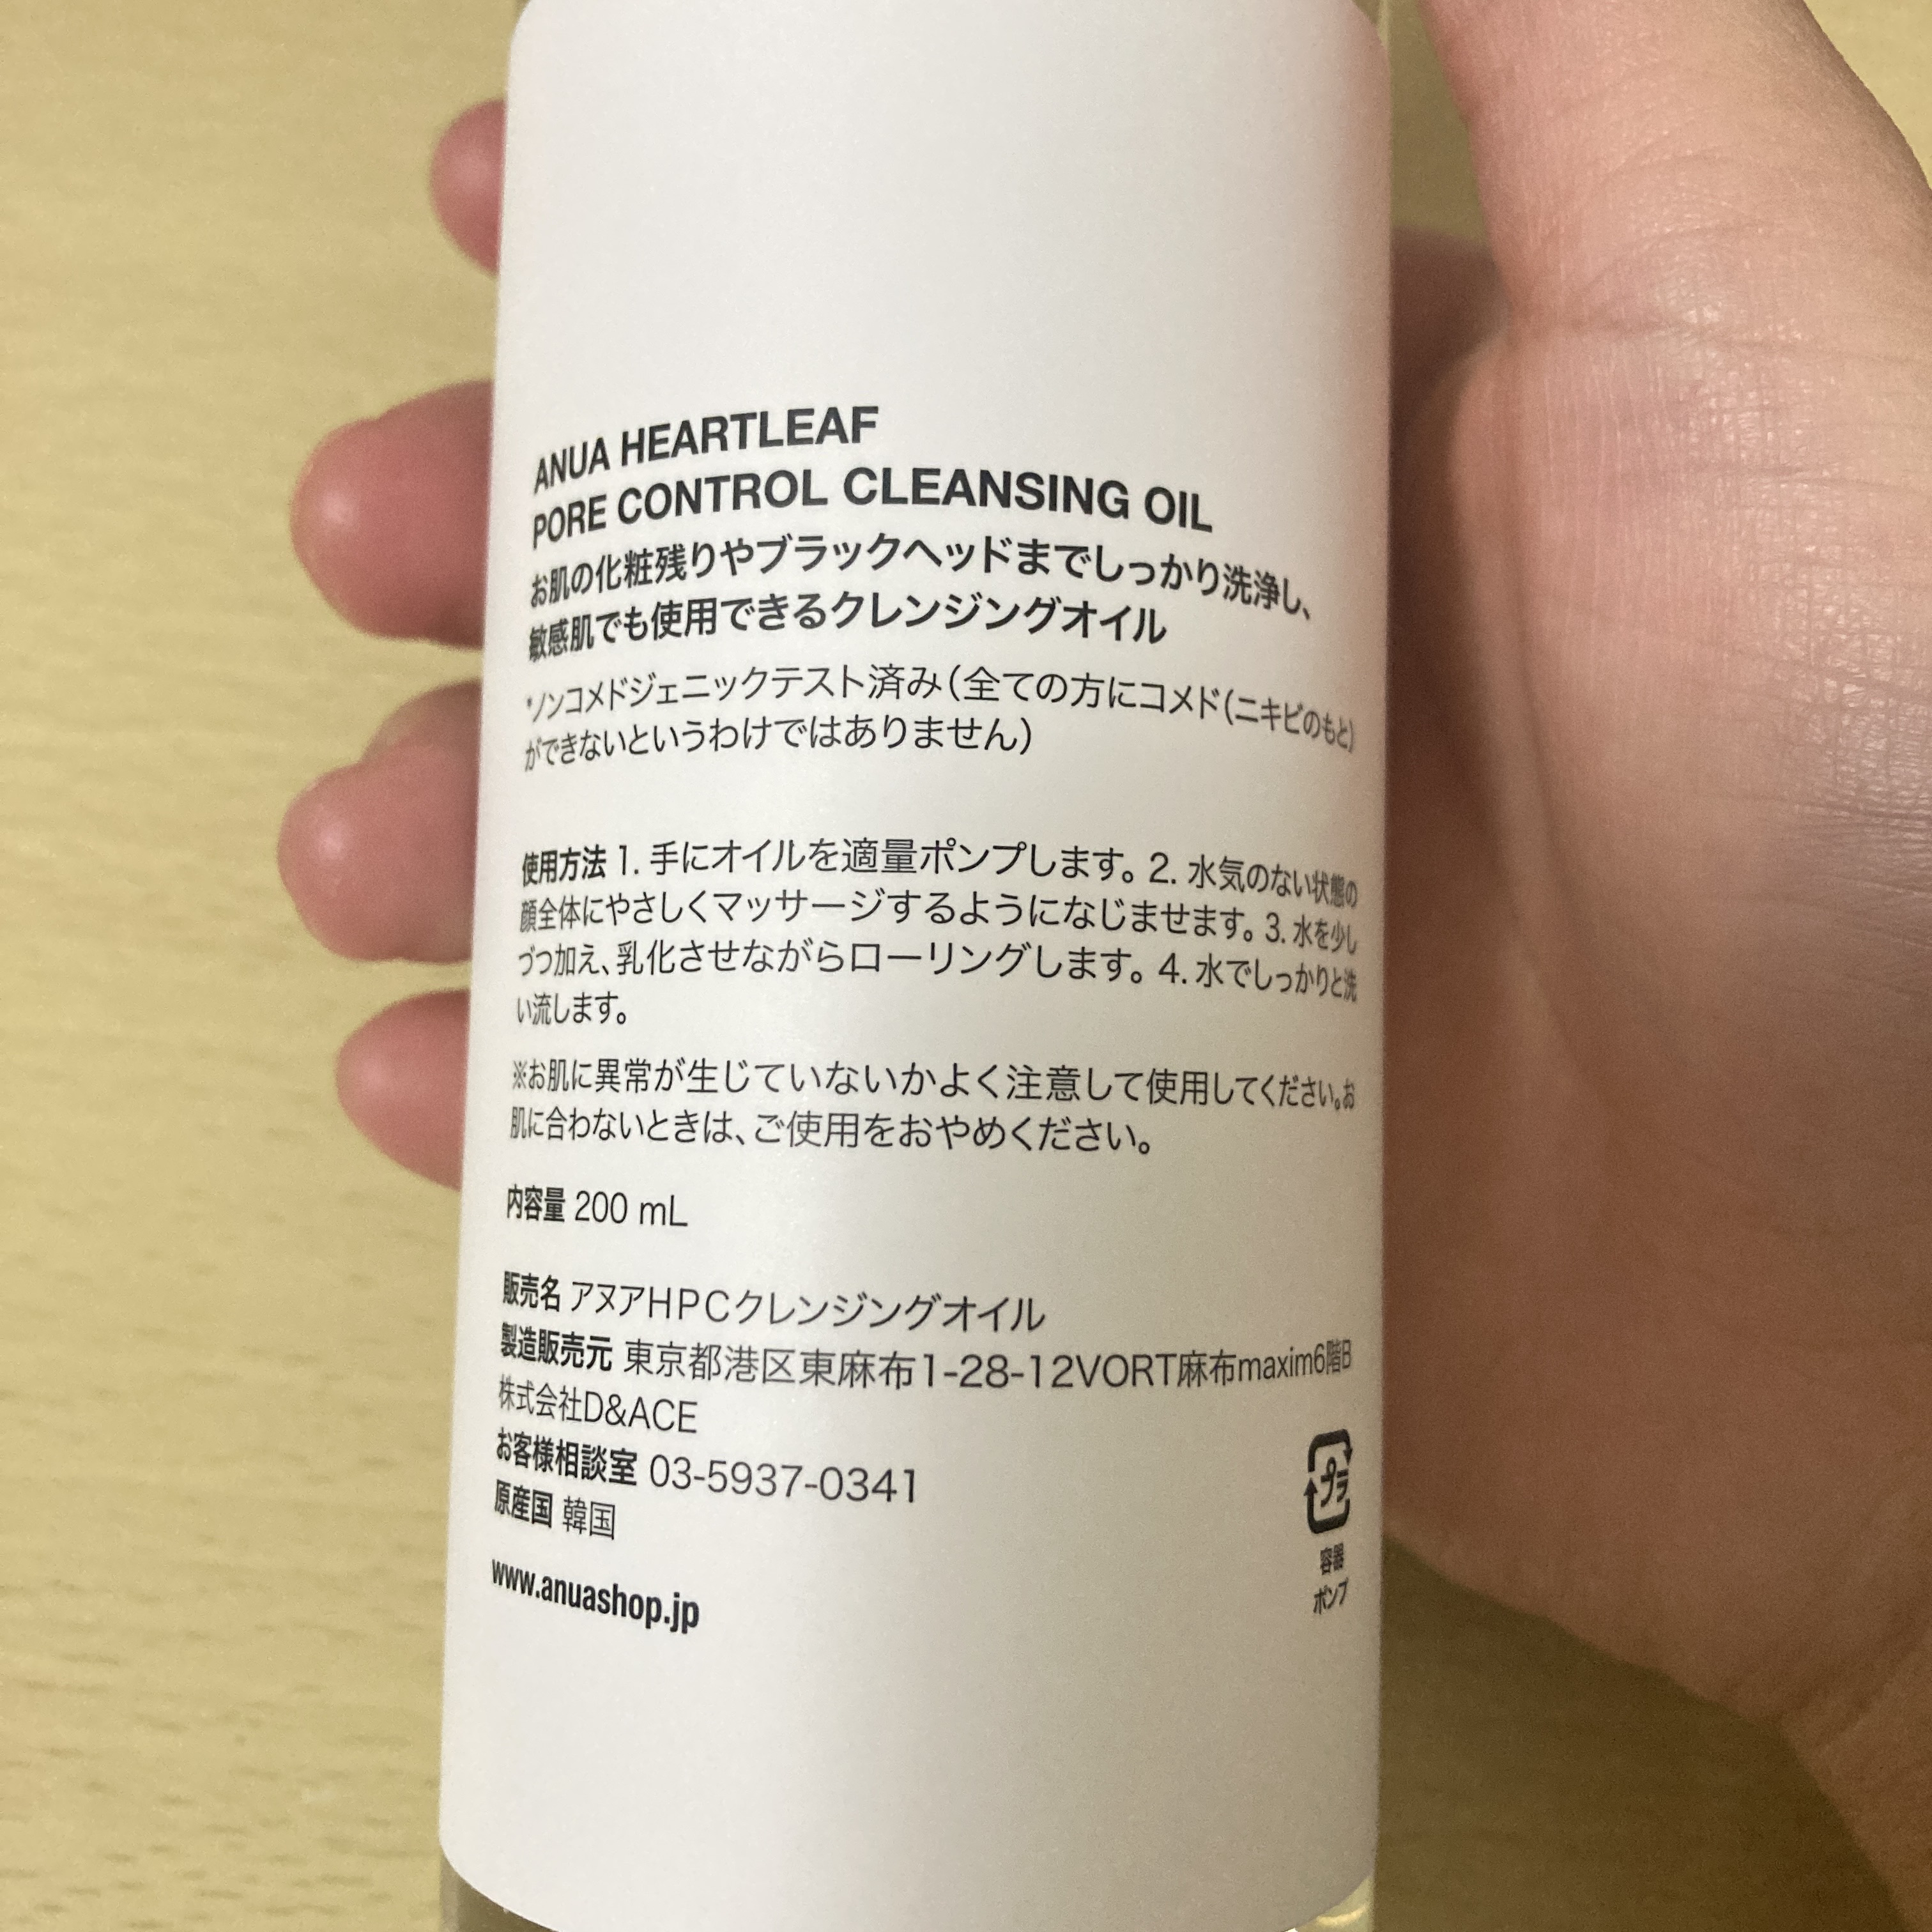 ANUA HEARTLEAF
PORE CONTROL CLEANSING OIL
お肌の化粧残りやブラックヘッドまでしっかり洗浄し、
敏感肌でも使用できるクレンジングオイル
*ノンコメドジェニックテスト済み(全ての方にコメド(ニキビのもと)
ができないというわけではありません)
使用方法 1. 手にオイルを適量ポンプします。2. 水気のない状態の
顔全体にやさしくマッサージするようになじませます。3. 水を少し
づつ加え、乳化させながらローリングします。4. 水でしっかりと洗
い流します。
※お肌に異常が生じていないかよく注意して使用してください。お
肌に合わないときは、ご使用をおやめください。
内容量 200 mL
販売名 アヌアHPCクレンジングオイル
製造販売元 東京都港区東麻布1-28-12VORT麻布maxim6階B
株式会社D&ACE
お客様相談室 03-5937-0341
原産国 韓国
www.anuashop.jp
プラ
容器
ポンプ